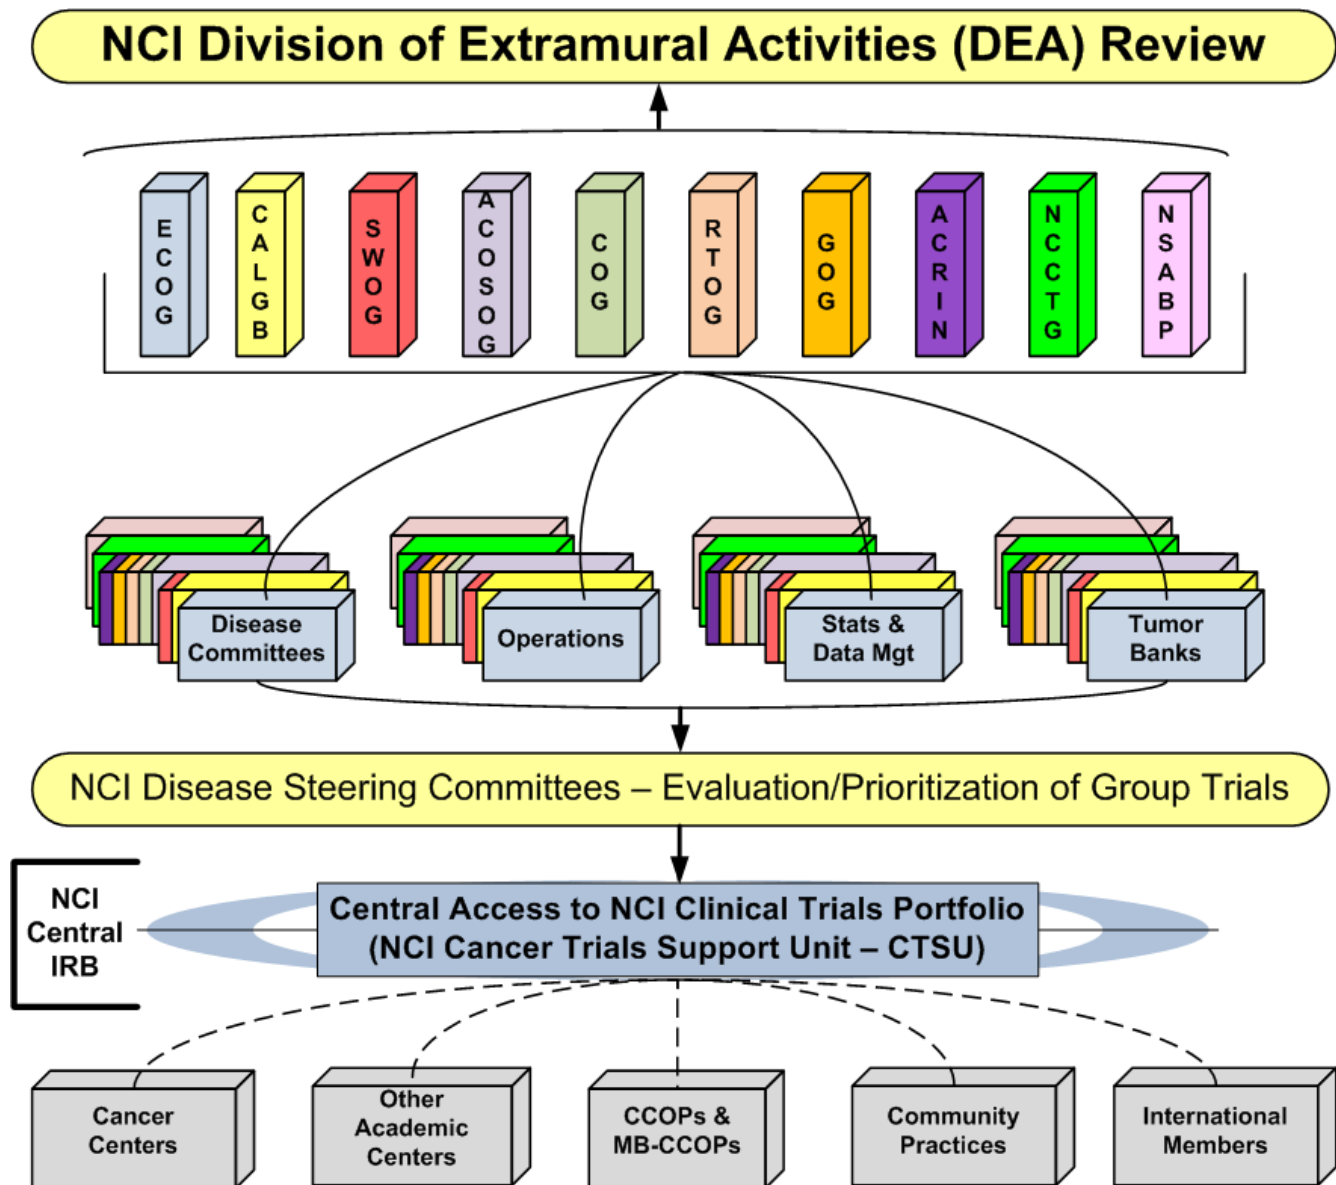 NCI Division of Extramural Activities (DEA) Review
ECOG
CALGB
SWOG
ACOSOG
COG
RTOG
GOG
ACRIN
NCCTG
NSABP
Disease
Committees
Operations
Stats &
Data Mgt
Tumor
Banks
NCI Disease Steering Committees – Evaluation/Prioritization of Group Trials
NCI
Central
IRB
Central Access to NCI Clinical Trials Portfolio
(NCI Cancer Trials Support Unit – CTSU)
Cancer
Centers
Other
Academic
Centers
CCOPs &
MB-CCOPs
Community
Practices
International
Members